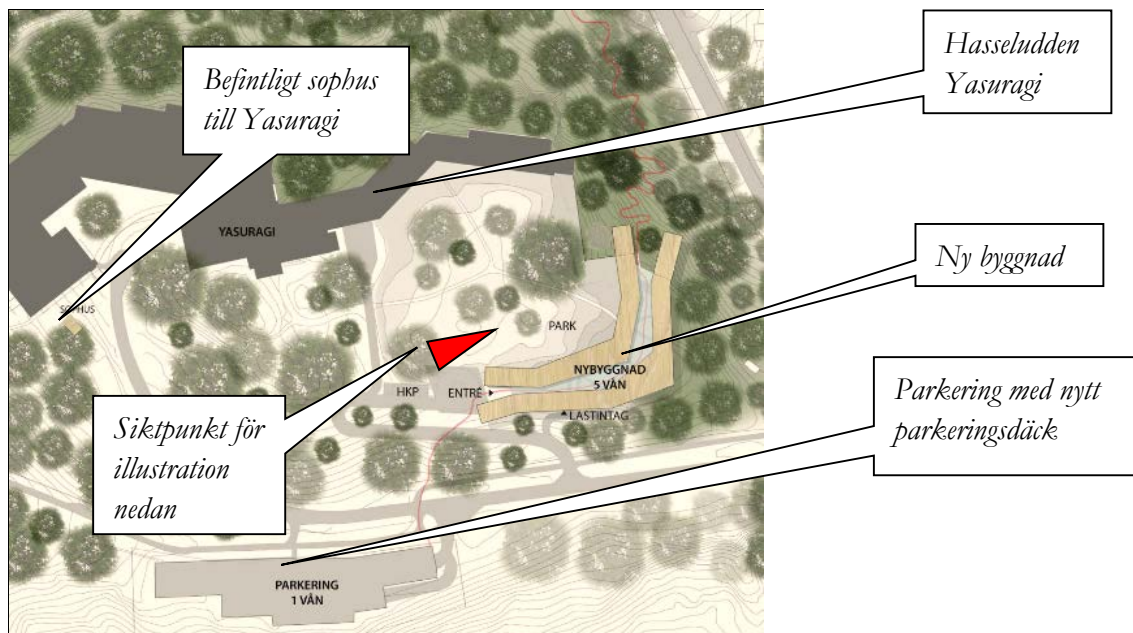 Befintligt sophus
till Yasuragi
Hasseludden
Yasuragi
YASURAGI
SOPHUS
Ny byggnad
PARK
NYBYGGNAD
5 VÅN
HKP
ENTRÉ
LASTINTAG
Siktpunkt för
illustration
nedan
Parkering med nytt
parkeringsdäck
PARKERING
1 VÅN